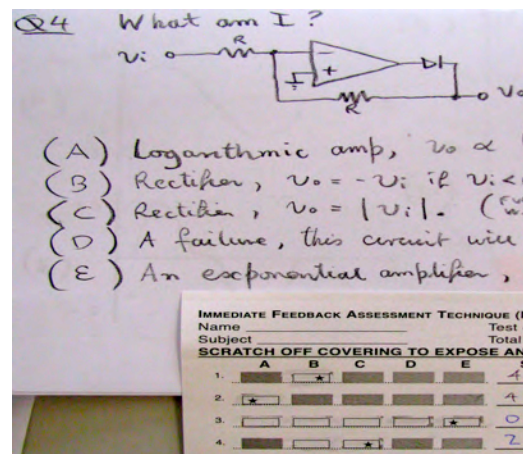 Q4 What am I?
R
vi
− +
vo
R
(A) Logarithmic amp, vo ∝
(B) Rectifier, vo = -vi if vi <
(C) Rectifier, vo = |vi|. (
(D) A failure, this circuit will
(E) An exponential amplifier,
IMMEDIATE FEEDBACK ASSESSMENT TECHNIQUE (
Name Test
Subject Total
SCRATCH OFF COVERING TO EXPOSE AN
A B C D E
1. 4
2. 4
3. 0
4. 2